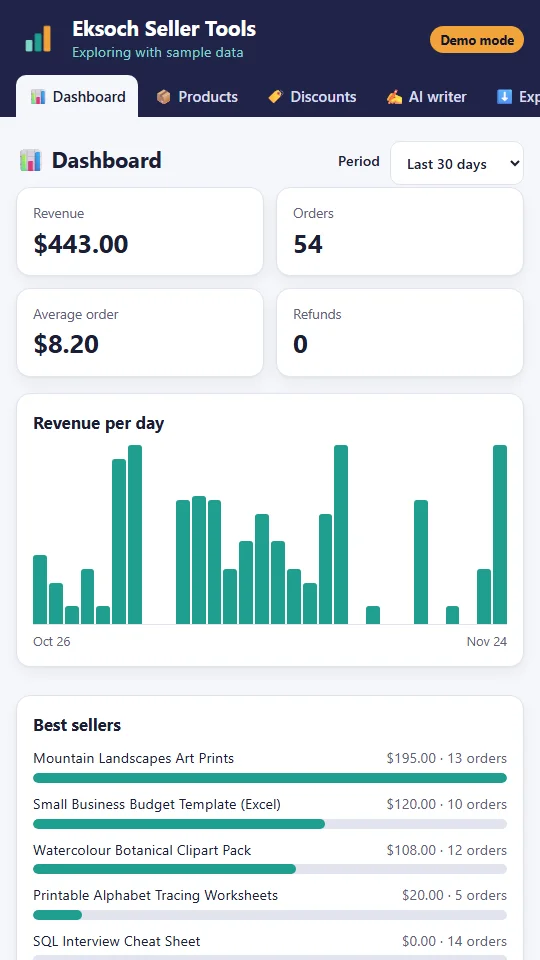 Eksoch Seller Tools
Exploring with sample data
Demo mode
Dashboard
Products
Discounts
AI writer
Exp
Dashboard
Period
Last 30 days
Revenue
$443.00
Orders
54
Average order
$8.20
Refunds
0
Revenue per day
Oct 26
Nov 24
Best sellers
Mountain Landscapes Art Prints
$195.00 · 13 orders
Small Business Budget Template (Excel)
$120.00 · 10 orders
Watercolour Botanical Clipart Pack
$108.00 · 12 orders
Printable Alphabet Tracing Worksheets
$20.00 · 5 orders
SQL Interview Cheat Sheet
$0.00 · 14 orders